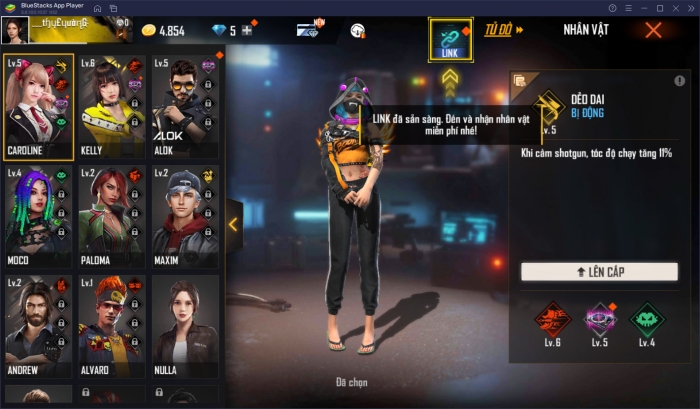 BlueStacks App Player
4.854
5
NEW
LINK
TỦ ĐỒ
NHÂN VẬT
Lv.5
CAROLINE
Lv.6
KELLY
Lv.5
ALOK
ALOK
LINK đã sẵn sàng. Đến và nhận nhân vật
miễn phí nhé!
DẺO DAI
BỊ ĐỘNG
Lv. 5
Khi cầm shotgun, tốc độ chạy tăng 11%
Lv.4
MOCO
Lv.2
PALOMA
Lv.2
MAXIM
LÊN CẤP
Lv.2
ANDREW
Lv.1
ALVARO
NULLA
Lv. 6
Lv. 5
Lv. 4
Đã chọn